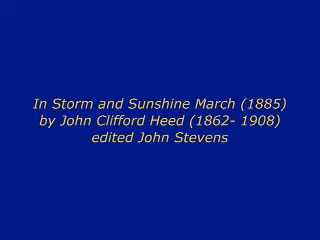 In Storm and Sunshine March (1885)
by John Clifford Heed (1862- 1908)
edited John Stevens